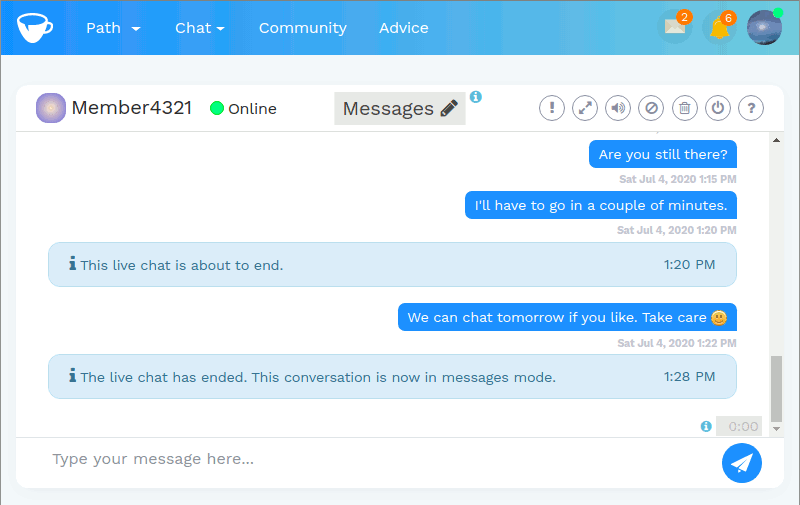 Path Chat Community Advice 2 6
Member4321 Online Messages
Are you still there?
Sat Jul 4, 2020 1:15 PM
I'll have to go in a couple of minutes.
Sat Jul 4, 2020 1:20 PM
This live chat is about to end. 1:20 PM
We can chat tomorrow if you like. Take care 🙂
Sat Jul 4, 2020 1:22 PM
The live chat has ended. This conversation is now in messages mode. 1:28 PM
0:00
Type your message here...